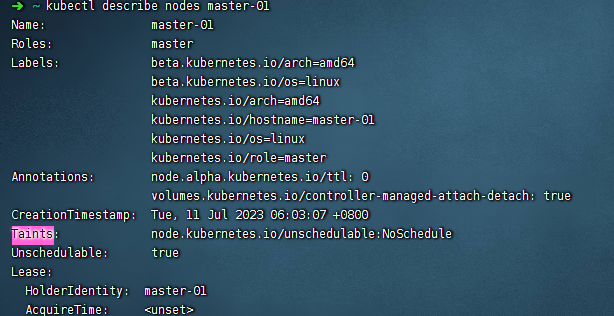 ➜ ~ kubectl describe nodes master-01
Name: master-01
Roles: master
Labels: beta.kubernetes.io/arch=amd64
beta.kubernetes.io/os=linux
kubernetes.io/arch=amd64
kubernetes.io/hostname=master-01
kubernetes.io/os=linux
kubernetes.io/role=master
Annotations: node.alpha.kubernetes.io/ttl: 0
volumes.kubernetes.io/controller-managed-attach-detach: true
CreationTimestamp: Tue, 11 Jul 2023 06:03:07 +0800
Taints: node.kubernetes.io/unschedulable:NoSchedule
Unschedulable: true
Lease:
HolderIdentity: master-01
AcquireTime: <unset>